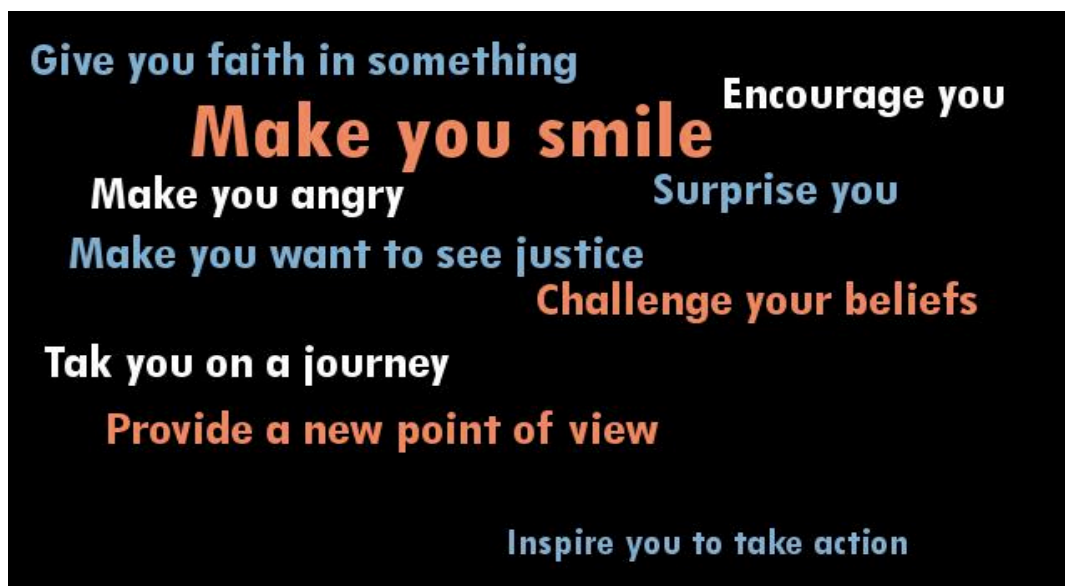 Give you faith in something
Encourage you
Make you smile
Make you angry
Surprise you
Make you want to see justice
Challenge your beliefs
Tak you on a journey
Provide a new point of view
Inspire you to take action